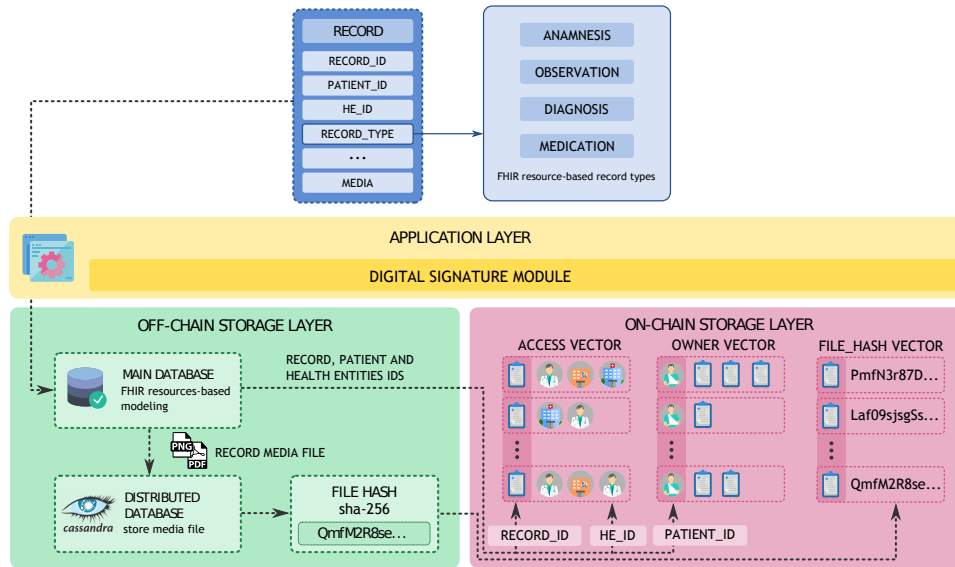 RECORD
RECORD_ID
PATIENT_ID
HE_ID
RECORD_TYPE
...
MEDIA
ANAMNESIS
OBSERVATION
DIAGNOSIS
MEDICATION
FHIR resource-based record types
APPLICATION LAYER
DIGITAL SIGNATURE MODULE
OFF-CHAIN STORAGE LAYER
MAIN DATABASE
FHIR resources-based
modeling
RECORD, PATIENT AND
HEALTH ENTITIES IDS
PNG
PDF
RECORD MEDIA FILE
cassandra
DISTRIBUTED
DATABASE
store media file
FILE HASH
sha-256
QmfM2R8se...
ON-CHAIN STORAGE LAYER
ACCESS VECTOR
OWNER VECTOR
FILE_HASH VECTOR
PmfN3r87D...
Laf09sjsgSs...
QmfM2R8se...
RECORD_ID
HE_ID
PATIENT_ID